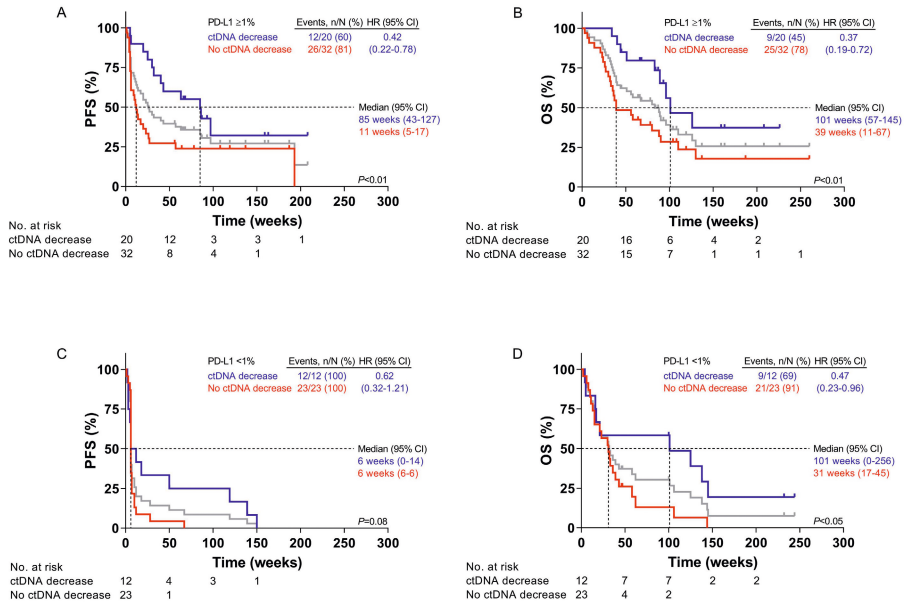 A
PD-L1 ≥1%
Events, n/N (%) HR (95% CI)
ctDNA decrease 12/20 (60) 0.42
No ctDNA decrease 26/32 (81) (0.22-0.78)
100
75
50
25
0
PFS (%)
Median (95% CI)
85 weeks (43-127)
11 weeks (5-17)
P<0.01
0 50 100 150 200 250 300
Time (weeks)
No. at risk
ctDNA decrease 20 12 3 3 1
No ctDNA decrease 32 8 4 1
B
PD-L1 ≥1%
Events, n/N (%) HR (95% CI)
ctDNA decrease 9/20 (45) 0.37
No ctDNA decrease 25/32 (78) (0.19-0.72)
100
75
50
25
0
OS (%)
Median (95% CI)
101 weeks (57-145)
39 weeks (11-67)
P<0.01
0 50 100 150 200 250 300
Time (weeks)
No. at risk
ctDNA decrease 20 16 6 4 2
No ctDNA decrease 32 15 7 1 1 1
C
PD-L1 <1%
Events, n/N (%) HR (95% CI)
ctDNA decrease 12/12 (100) 0.62
No ctDNA decrease 23/23 (100) (0.32-1.21)
100
75
50
25
0
PFS (%)
Median (95% CI)
6 weeks (0-14)
6 weeks (6-6)
P=0.08
0 50 100 150 200 250 300
Time (weeks)
No. at risk
ctDNA decrease 12 4 3 1
No ctDNA decrease 23 1
D
PD-L1 <1%
Events, n/N (%) HR (95% CI)
ctDNA decrease 9/12 (69) 0.47
No ctDNA decrease 21/23 (91) (0.23-0.96)
100
75
50
25
0
OS (%)
Median (95% CI)
101 weeks (0-256)
31 weeks (17-45)
P<0.05
0 50 100 150 200 250 300
Time (weeks)
No. at risk
ctDNA decrease 12 7 7 2 2
No ctDNA decrease 23 4 2